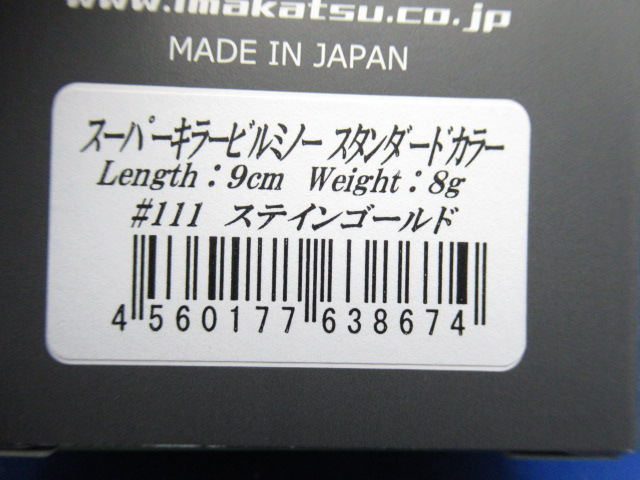 www.imakatsu.co.jp
MADE IN JAPAN
スーパーキラービルミノー スタンダードカラー
Length：9cm Weight：8g
#111 ステインゴールド
4 560177 638674